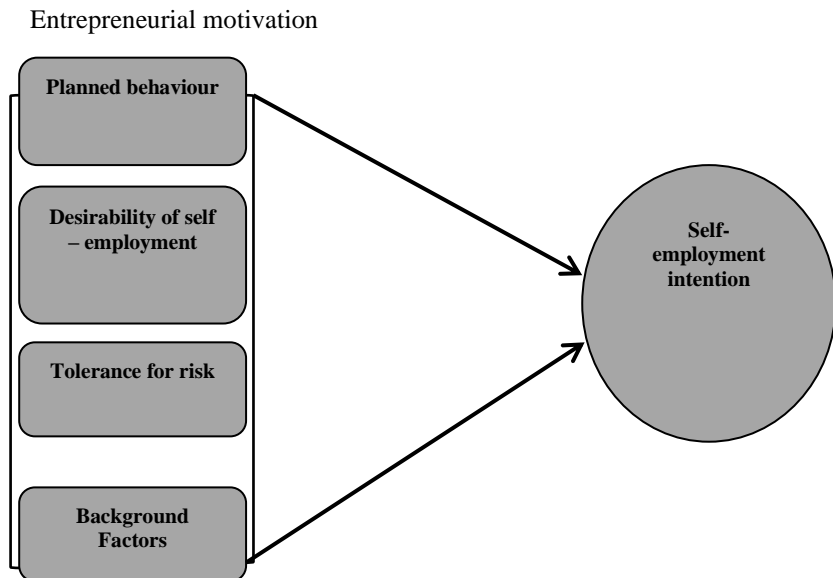 Entrepreneurial motivation
Planned behaviour
Desirability of self
– employment
Tolerance for risk
Background
Factors
Self-
employment
intention